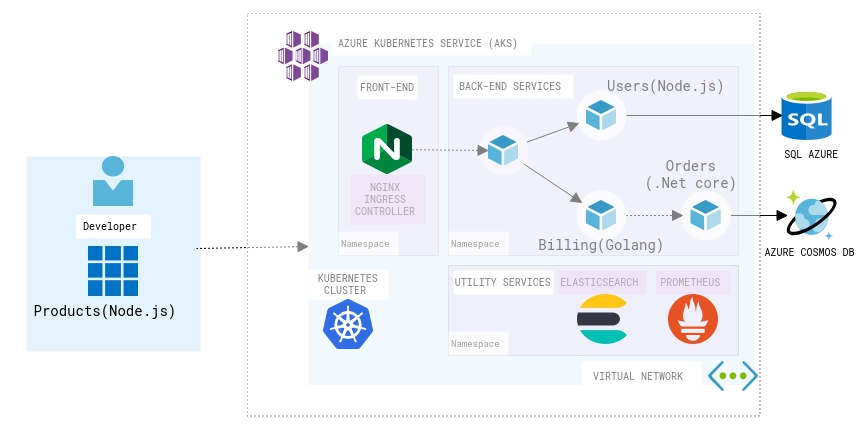 AZURE KUBERNETES SERVICE (AKS)
FRONT-END
BACK-END SERVICES
Users(Node.js)
SQL
SQL AZURE
Developer
Products(Node.js)
N
NGINX
INGRESS
CONTROLLER
Namespace
Orders
(.Net core)
Billing(Golang)
Namespace
AZURE COSMOS DB
KUBERNETES
CLUSTER
UTILITY SERVICES
ELASTICSEARCH
PROMETHEUS
Namespace
VIRTUAL NETWORK